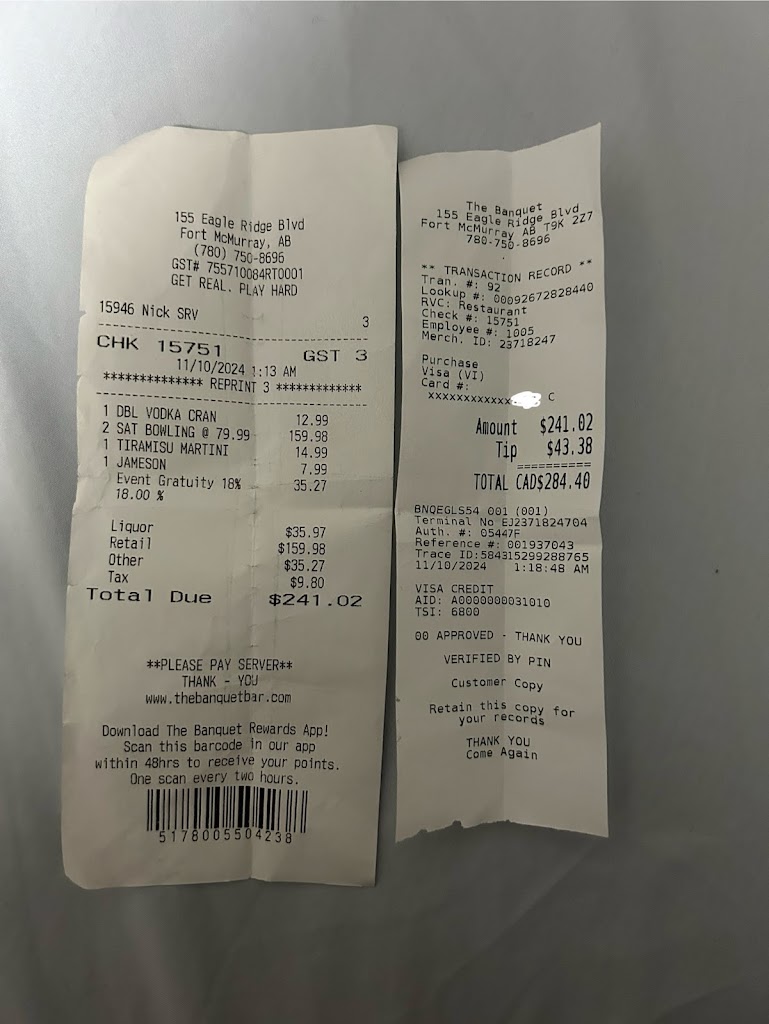 155 Eagle Ridge Blvd
Fort McMurray, AB
(780) 750-8696
GST# 755710084RT0001
GET REAL. PLAY HARD
15946 Nick SRV
3
CHK 15751 GST 3
11/10/2024 1:13 AM
************** REPRINT 3 *************
1 DBL VODKA CRAN 12.99
2 SAT BOWLING @ 79.99 159.98
1 TIRAMISU MARTINI 14.99
1 JAMESON 7.99
Event Gratuity 18% 35.27
18.00 %
Liquor $35.97
Retail $159.98
Other $35.27
Tax $9.80
Total Due $241.02
**PLEASE PAY SERVER**
THANK - YOU
www.thebanquetbar.com
Download The Banquet Rewards App!
Scan this barcode in our app
within 48hrs to receive your points.
One scan every two hours.
5178005504238
The Banquet
155 Eagle Ridge Blvd
Fort McMurray AB T9K 2Z7
780-750-8696
** TRANSACTION RECORD **
Tran. #: 92
Lookup #: 00092672828440
RVC: Restaurant
Check #: 15751
Employee #: 1005
Merch. ID: 23718247
Purchase
Visa (VI)
Card #:
xxxxxxxxxxxx C
Amount $241.02
Tip $43.38
==========
TOTAL CAD$284.40
BNQEGLS54 001 (001)
Terminal No EJ2371824704
Auth. #: 05447F
Reference #: 001937043
Trace ID:584315299288765
11/10/2024 1:18:48 AM
VISA CREDIT
AID: A0000000031010
TSI: 6800
00 APPROVED - THANK YOU
VERIFIED BY PIN
Customer Copy
Retain this copy for
your records
THANK YOU
Come Again